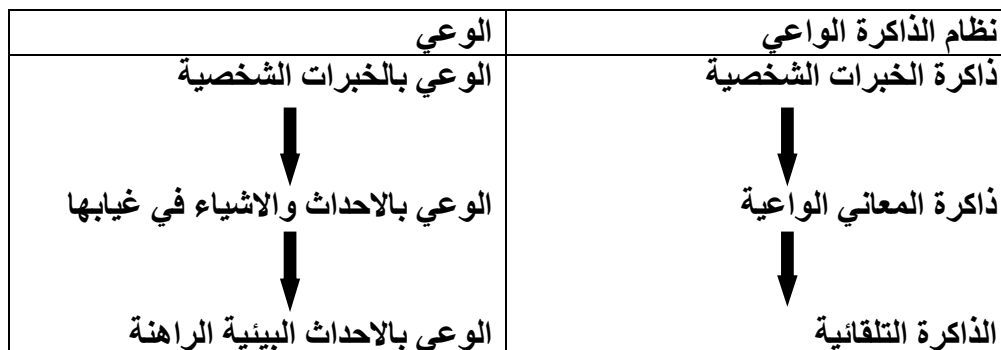 نظام الذاكرة الواعي الوعي
ذاكرة الخبرات الشخصية الوعي بالخبرات الشخصية
ذاكرة المعاني الواعية الوعي بالاحداث والاشياء في غيابها
الذاكرة التلقائية الوعي بالاحداث البيئية الراهنة